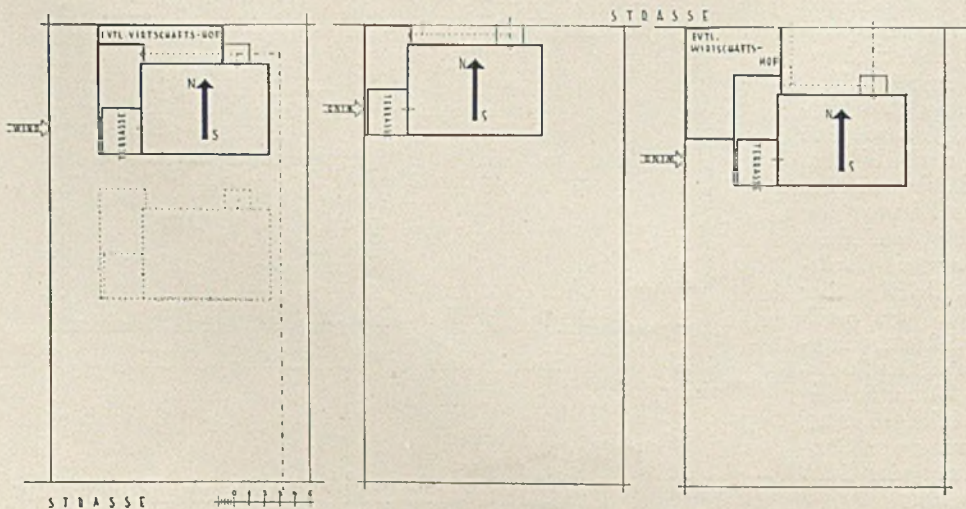 STRASSE
EVTL. WIRTSCHAFTS-HOF
N
S
WIND
TERRASSE
N
S
WIND
TERRASSE
EVTL.
WIRTSCHAFTS-
HOF
N
S
WIND
TERRASSE
STRASSE
0 1 2 3 4 5